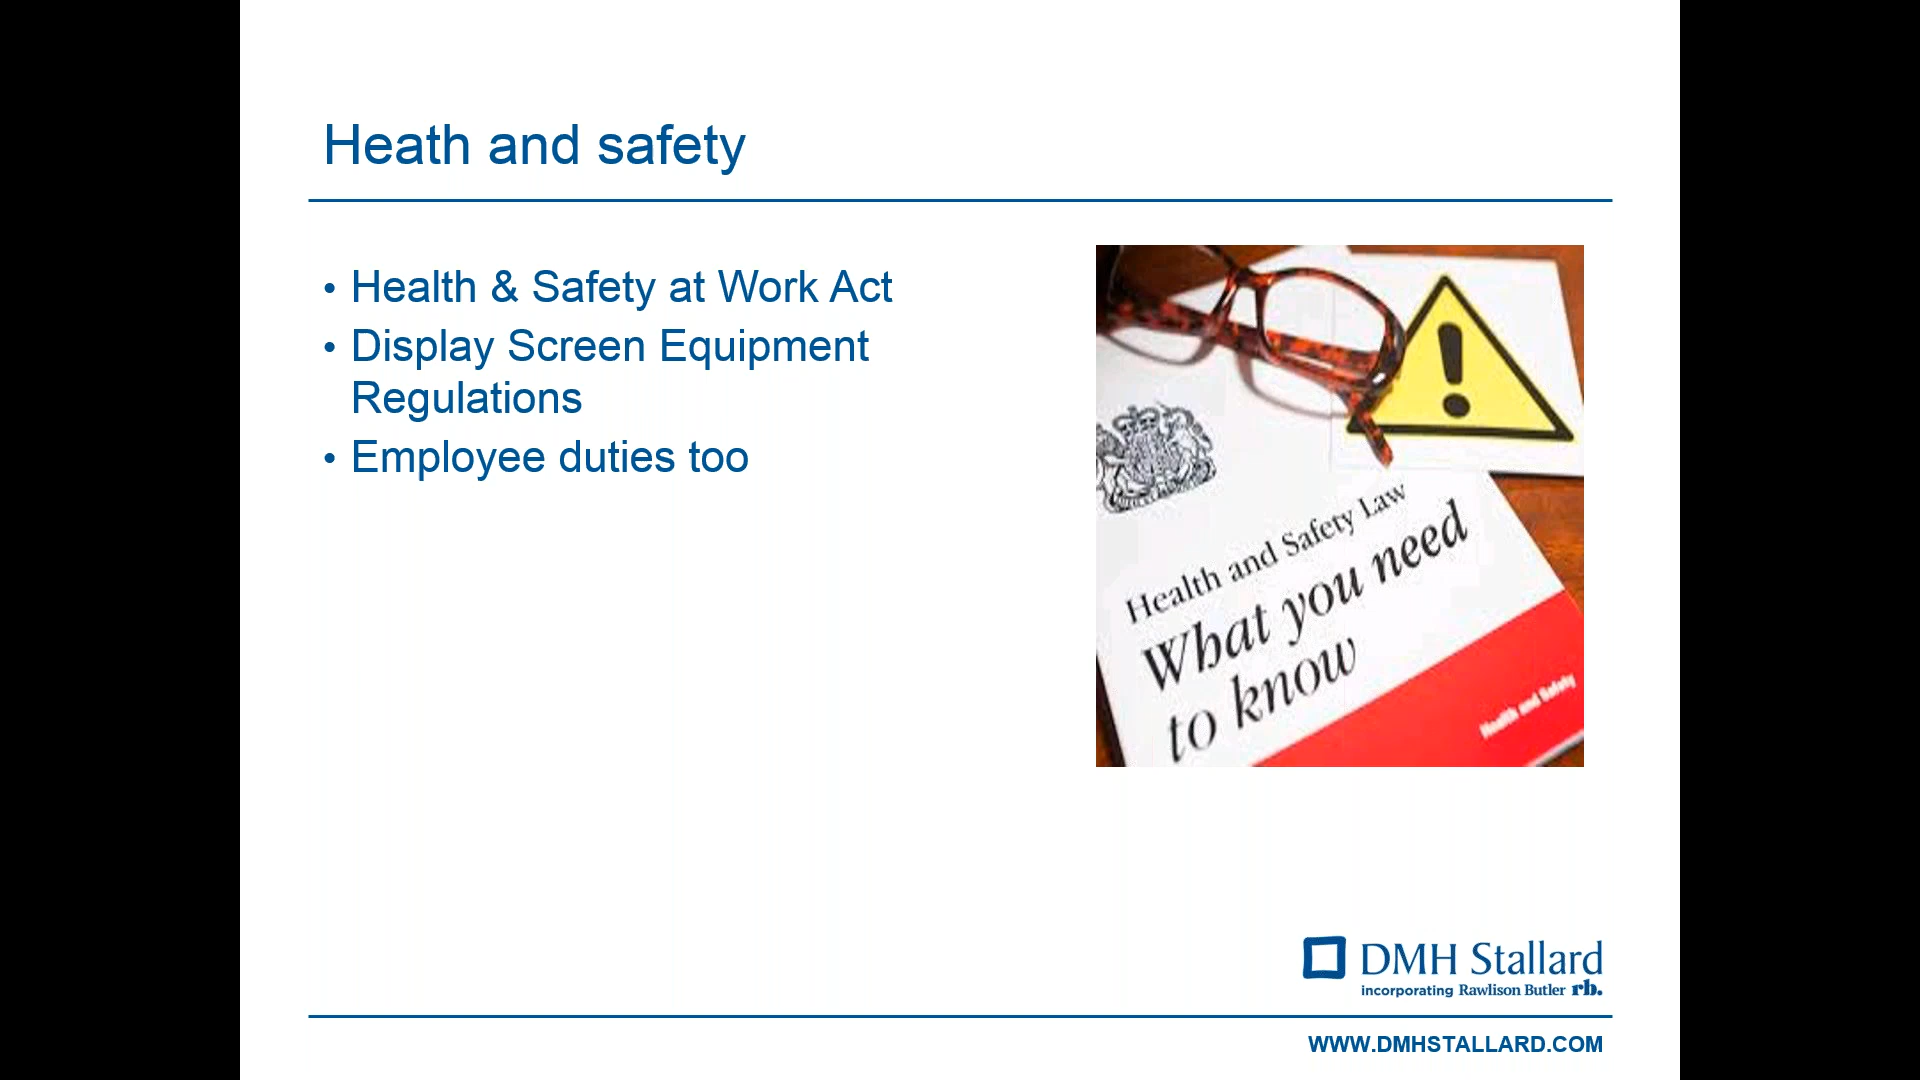 Heath and safety
• Health & Safety at Work Act
• Display Screen Equipment
Regulations
• Employee duties too
Health and Safety Law
What you need
to know
Health and Safety
DMH Stallard
incorporating Rawlison Butler rb.
WWW.DMHSTALLARD.COM